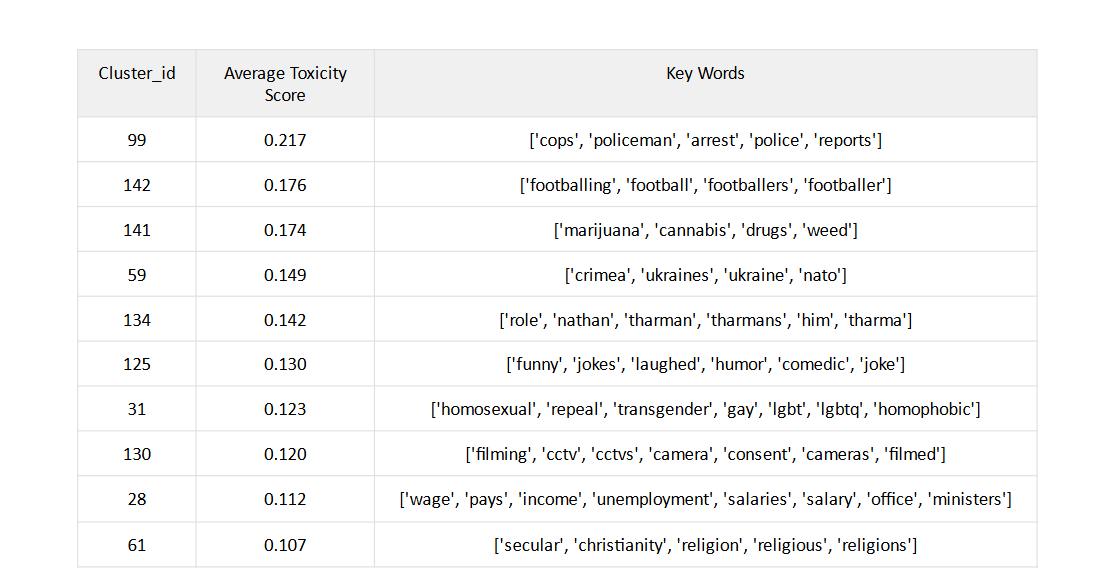 Cluster_id Average Toxicity Score Key Words
99 0.217 ['cops', 'policeman', 'arrest', 'police', 'reports']
142 0.176 ['footballing', 'football', 'footballers', 'footballer']
141 0.174 ['marijuana', 'cannabis', 'drugs', 'weed']
59 0.149 ['crimea', 'ukraines', 'ukraine', 'nato']
134 0.142 ['role', 'nathan', 'tharman', 'tharmans', 'him', 'tharma']
125 0.130 ['funny', 'jokes', 'laughed', 'humor', 'comedic', 'joke']
31 0.123 ['homosexual', 'repeal', 'transgender', 'gay', 'lgbt', 'lgbtq', 'homophobic']
130 0.120 ['filming', 'cctv', 'cctvs', 'camera', 'consent', 'cameras', 'filmed']
28 0.112 ['wage', 'pays', 'income', 'unemployment', 'salaries', 'salary', 'office', 'ministers']
61 0.107 ['secular', 'christianity', 'religion', 'religious', 'religions']